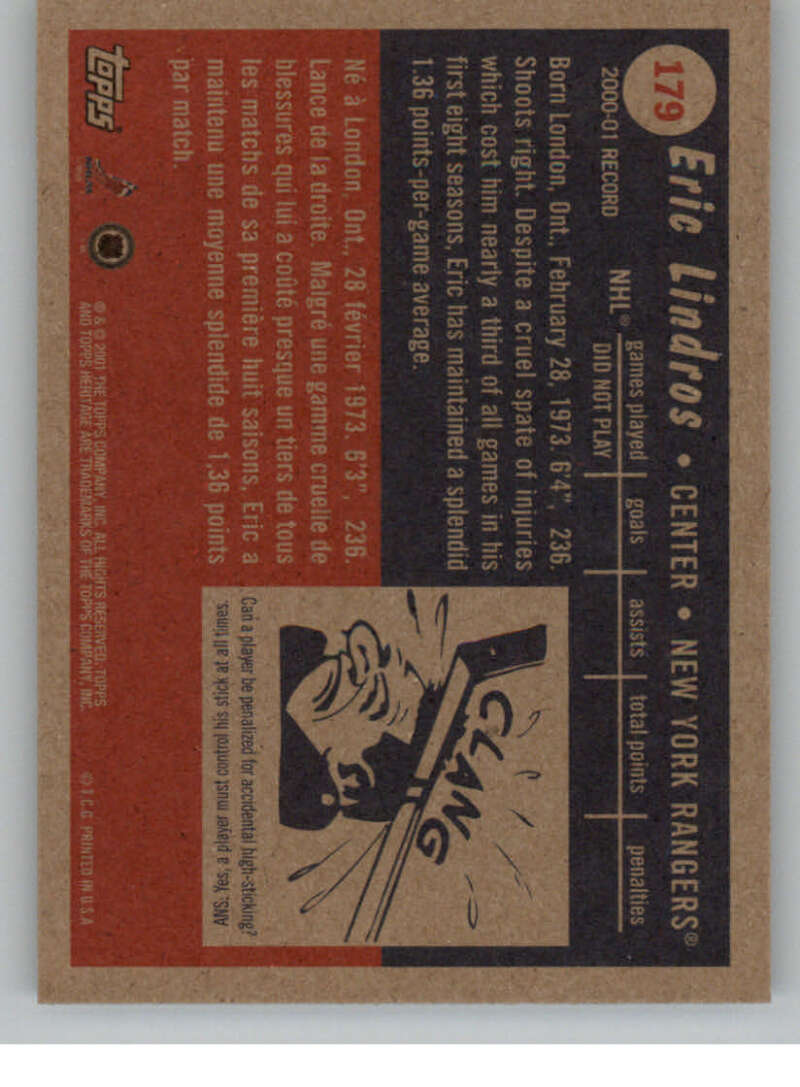 179
Eric Lindros • CENTER • NEW YORK RANGERS®
2000-01 RECORD
games played goals assists total points penalties
NHL® DID NOT PLAY
Born London, Ont., February 28, 1973. 6'4", 236.
Shoots right. Despite a cruel spate of injuries
which cost him nearly a third of all games in his
first eight seasons, Eric has maintained a splendid
1.36 points-per-game average.
Né à London, Ont., 28 février 1973. 6'3", 236.
Lance de la droite. Malgré une gamme cruelle de
blessures qui lui a coûté presque un tiers de tous
les matchs de sa première huit saisons, Eric a
maintenu une moyenne splendide de 1,36 points
par match.
CLANG
Can a player be penalized for accidental high-sticking?
ANS. Yes, a player must control his stick at all times.
topps
® & © 2001 THE TOPPS COMPANY, INC. ALL RIGHTS RESERVED. TOPPS
AND TOPPS HERITAGE ARE TRADEMARKS OF THE TOPPS COMPANY, INC.
© T.C.G. PRINTED IN U.S.A.